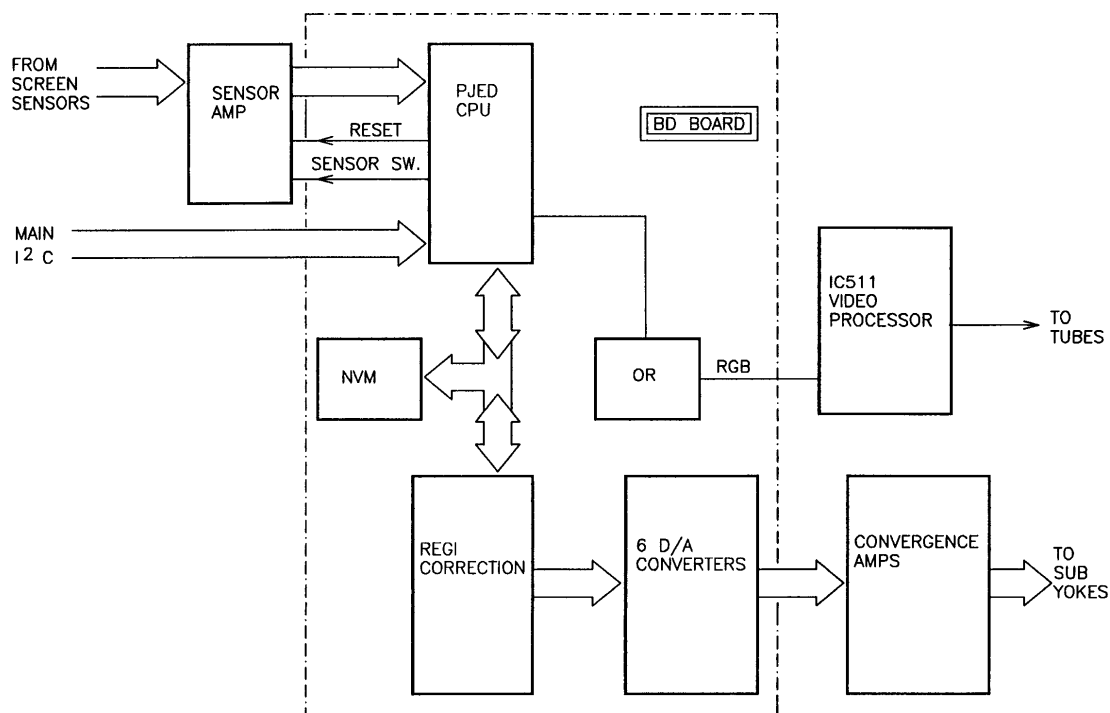 FROM
SCREEN
SENSORS
SENSOR
AMP
PJED
CPU
BD BOARD
RESET
SENSOR SW.
MAIN
I² C
IC511
VIDEO
PROCESSOR
TO
TUBES
NVM
OR
RGB
REGI
CORRECTION
6 D/A
CONVERTERS
CONVERGENCE
AMPS
TO
SUB
YOKES